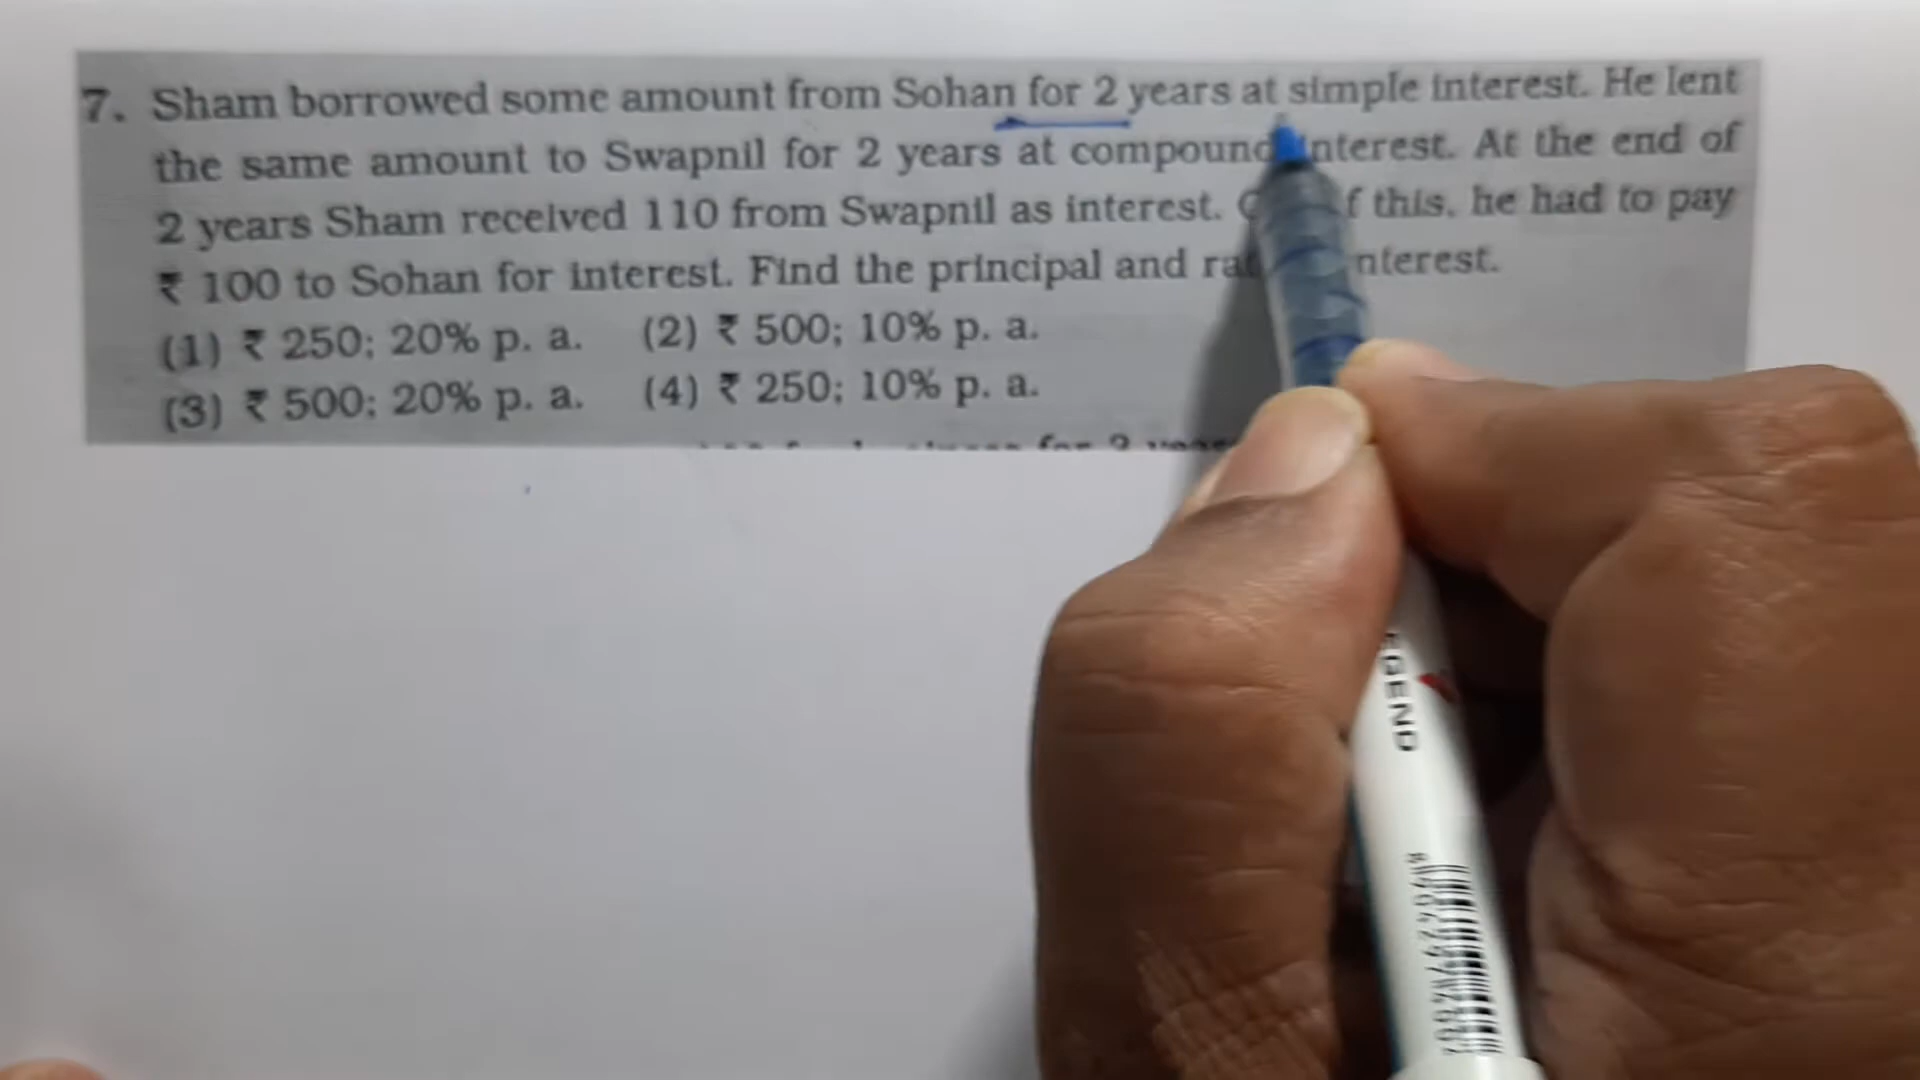 7. Sham borrowed some amount from Sohan for 2 years at simple interest. He lent
the same amount to Swapnil for 2 years at compound interest. At the end of
2 years Sham received 110 from Swapnil as interest. this, he had to pay
₹ 100 to Sohan for interest. Find the principal and interest.
(1) ₹ 250; 20% p. a. (2) ₹ 500; 10% p. a.
(3) ₹ 500; 20% p. a. (4) ₹ 250; 10% p. a.
for 2